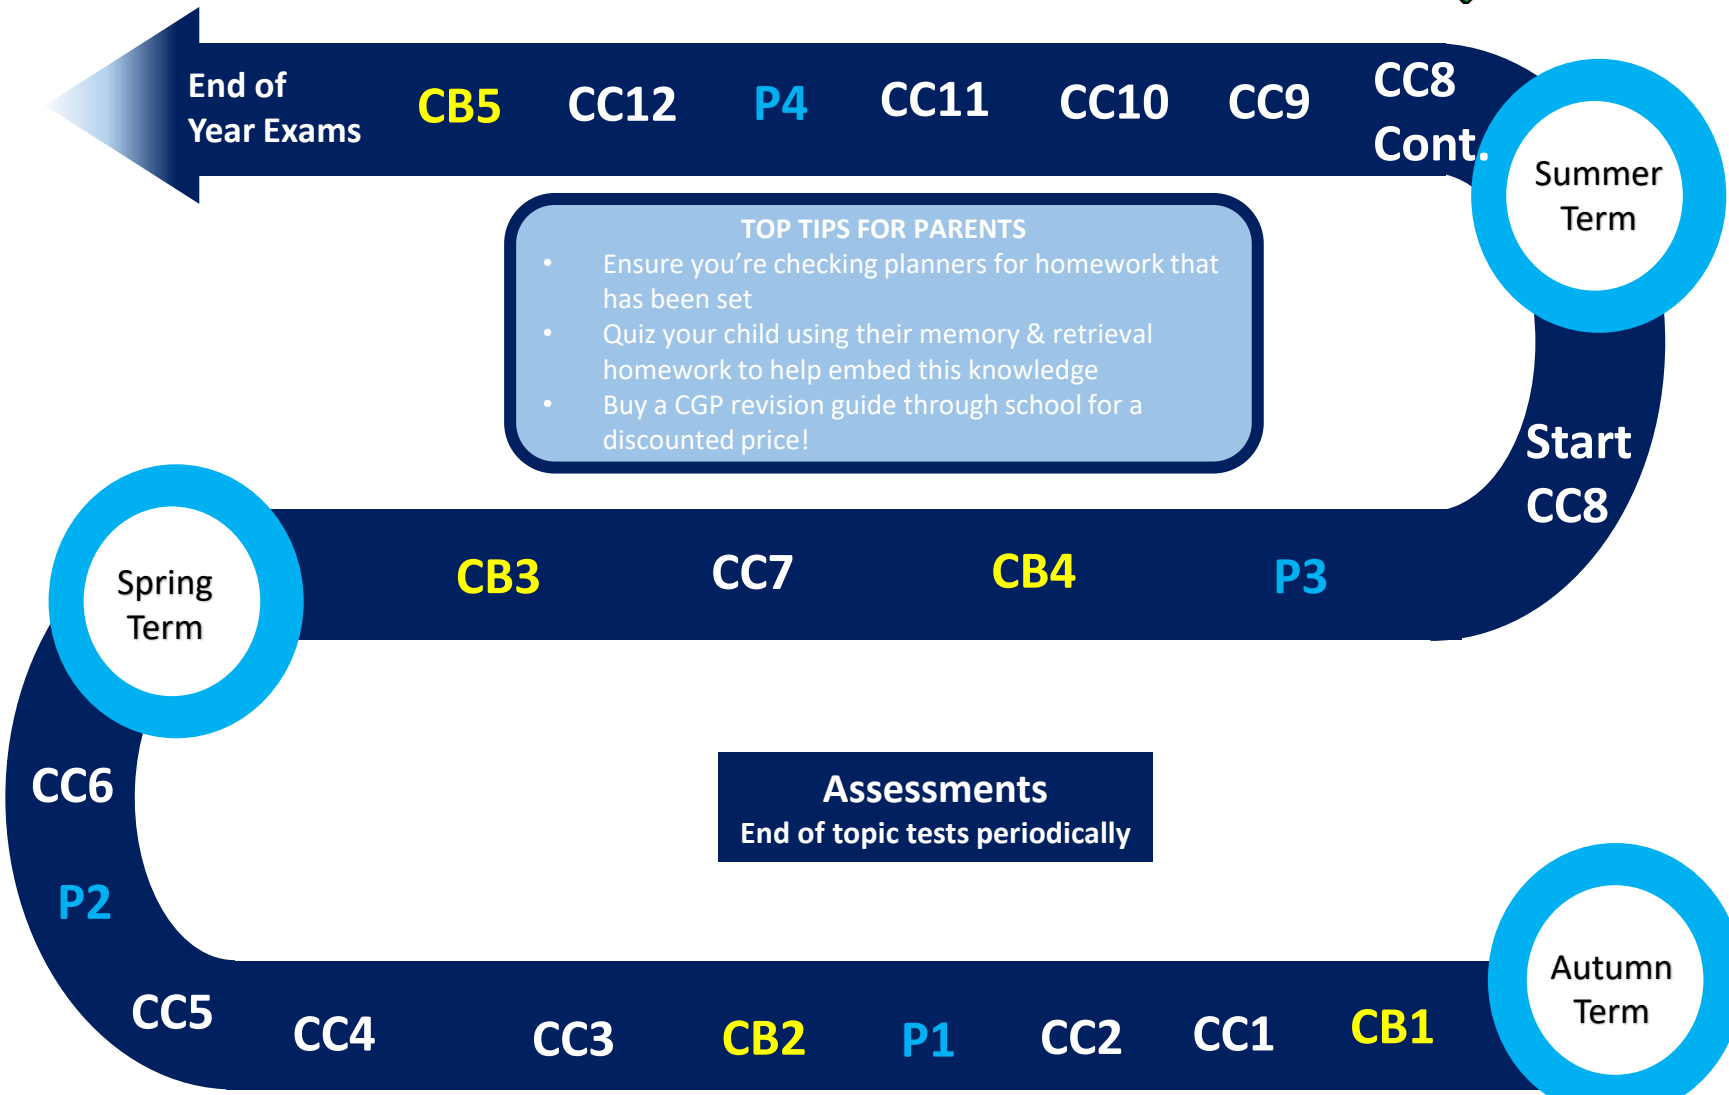 End of
Year Exams
CB5
CC12
P4
CC11
CC10
CC9
CC8
Cont.
Summer
Term
TOP TIPS FOR PARENTS
• Ensure you're checking planners for homework that
has been set
• Quiz your child using their memory & retrieval
homework to help embed this knowledge
• Buy a CGP revision guide through school for a
discounted price!
Start
CC8
Spring
Term
CB3
CC7
CB4
P3
CC6
Assessments
End of topic tests periodically
P2
Autumn
Term
CC5
CC4
CC3
CB2
P1
CC2
CC1
CB1